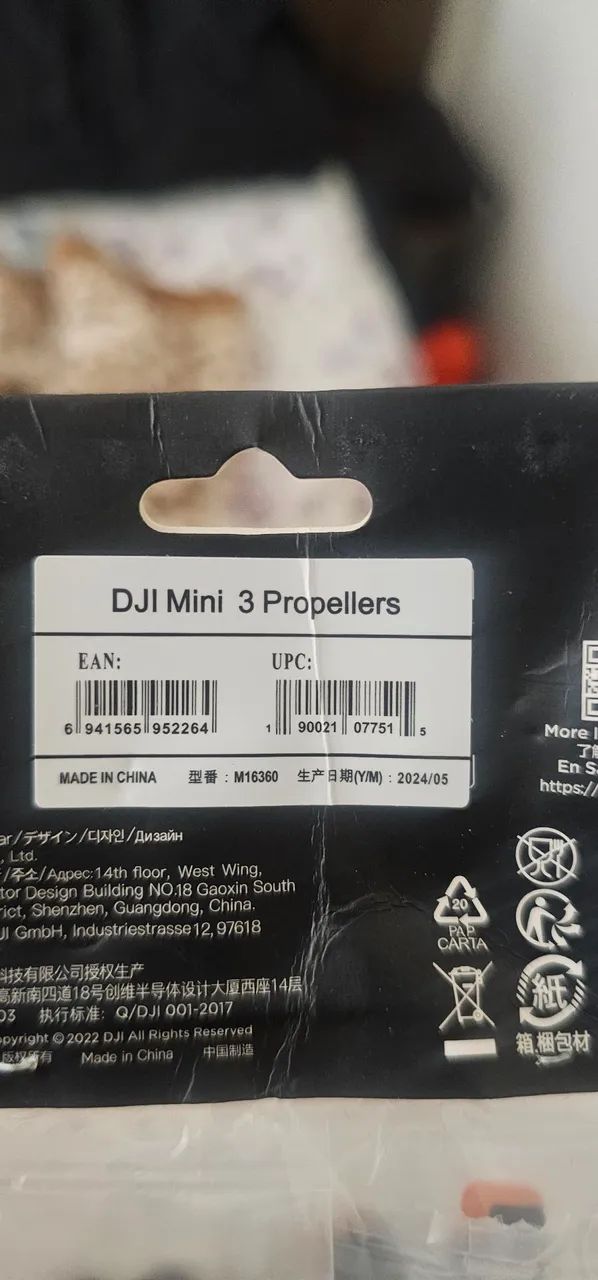 DJI Mini 3 Propellers
EAN: UPC:
6 941565 952264 1 90021 07751 5
MADE IN CHINA 型番：M16360 生产日期(Y/M)：2024/05
More
了
En
https://
ar/デザイン/디자인/Дизайн
, Ltd.
/주소/Адрес:14th floor, West Wing,
tor Design Building NO.18 Gaoxin South
rict, Shenzhen, Guangdong, China.
JI GmbH, Industriestrasse12, 97618
科技有限公司授权生产
高新南四道18号创维半导体设计大厦西座14层
03 执行标准：Q/DJI 001-2017
opyright © 2022 DJI All Rights Reserved
版权所有 Made in China 中国制造
20
PAP
CARTA
紙
箱.梱包材